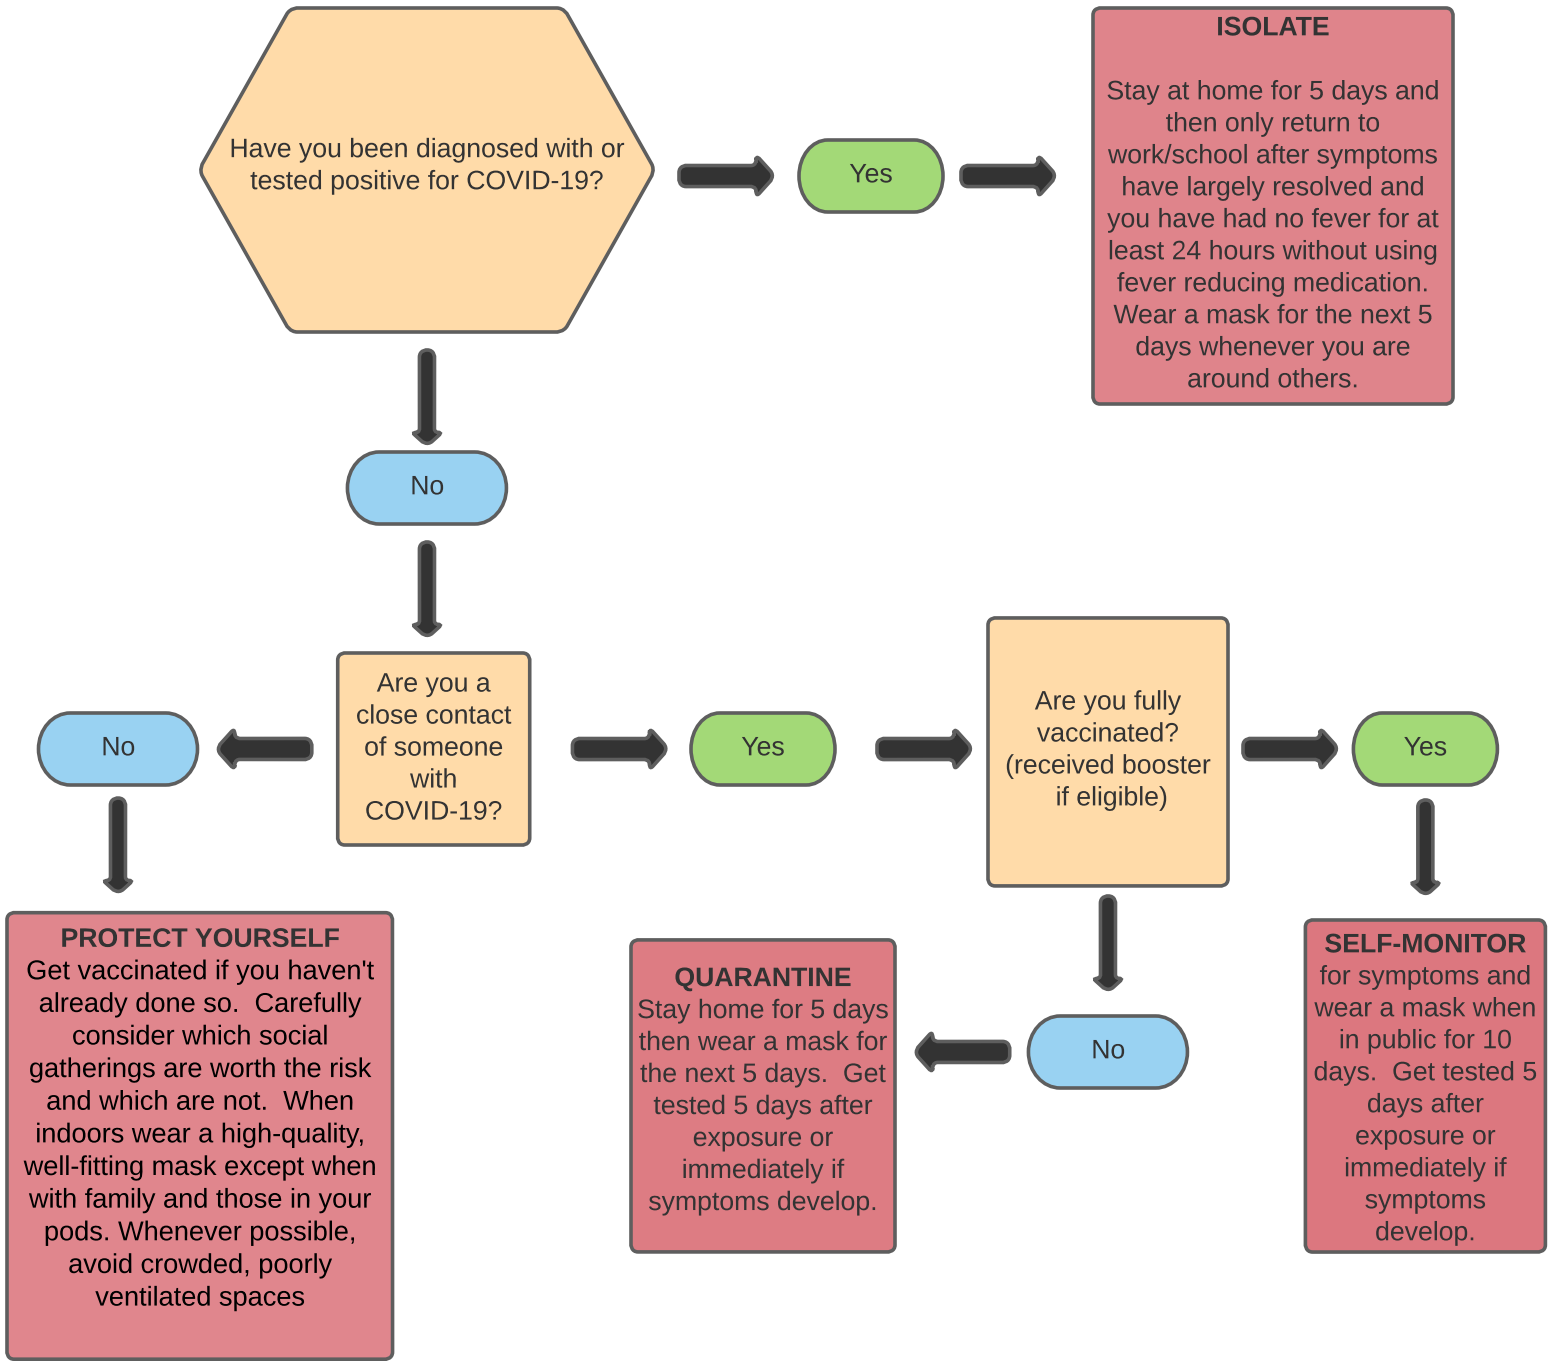 Have you been diagnosed with or
tested positive for COVID-19?
Yes
ISOLATE
Stay at home for 5 days and
then only return to
work/school after symptoms
have largely resolved and
you have had no fever for at
least 24 hours without using
fever reducing medication.
Wear a mask for the next 5
days whenever you are
around others.
No
Are you a
close contact
of someone
with
COVID-19?
No
Yes
Are you fully
vaccinated?
(received booster
if eligible)
Yes
PROTECT YOURSELF
Get vaccinated if you haven't
already done so.  Carefully
consider which social
gatherings are worth the risk
and which are not.  When
indoors wear a high-quality,
well-fitting mask except when
with family and those in your
pods. Whenever possible,
avoid crowded, poorly
ventilated spaces
QUARANTINE
Stay home for 5 days
then wear a mask for
the next 5 days.  Get
tested 5 days after
exposure or
immediately if
symptoms develop.
No
SELF-MONITOR
for symptoms and
wear a mask when
in public for 10
days.  Get tested 5
days after
exposure or
immediately if
symptoms
develop.